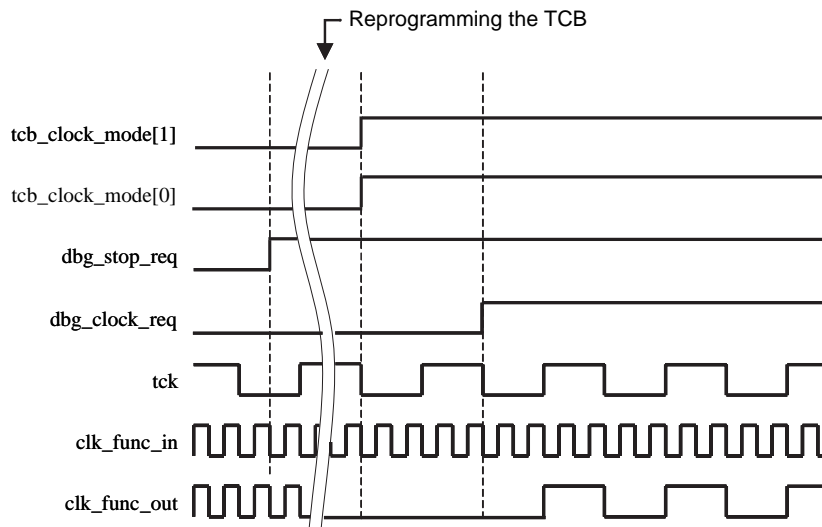 Reprogramming the TCB
tcb_clock_mode[1]
tcb_clock_mode[0]
dbg_stop_req
dbg_clock_req
tck
clk_func_in
clk_func_out